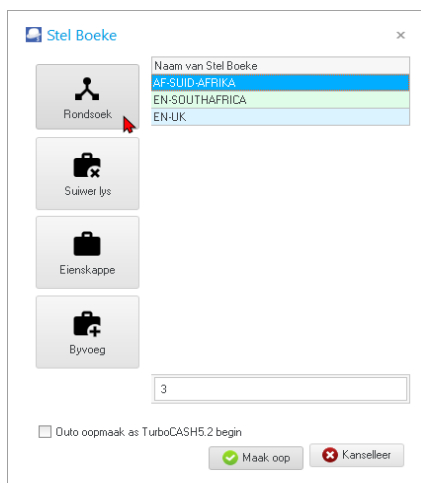 Stel Boeke
Naam van Stel Boeke
AF-SUID-AFRIKA
EN-SOUTHAFRICA
EN-UK
Rondsoek
Suiwer lys
Eienskappe
Byvoeg
3
Outo oopmaak as TurboCASH5.2 begin
Maak oop
Kanselleer